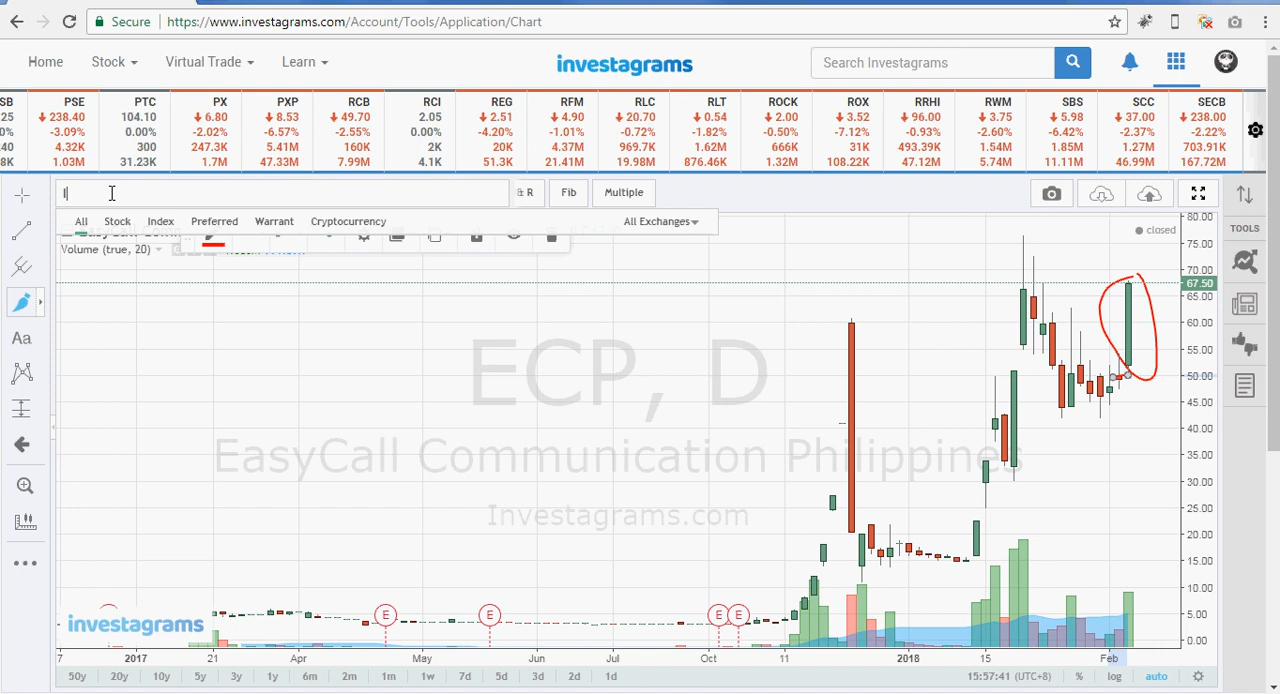 Secure | https://www.investagrams.com/Account/Tools/Application/Chart
Home Stock Virtual Trade Learn investagrams Search Investagrams
SB PSE PTC PX PXP RCB RCI REG RFM RLC RLT ROCK ROX RRHI RWM SBS SCC SECB
25 238.40 104.10 6.80 8.53 49.70 2.05 2.51 4.90 20.70 0.54 2.00 3.52 96.00 3.75 5.98 37.00 238.00
0% -3.09% 0.00% -2.02% -6.57% -2.55% 0.00% -4.20% -1.01% -0.72% -1.82% -0.50% -7.12% -0.93% -2.60% -6.42% -2.37% -2.22%
240 4.32K 300 247.3K 5.41M 160K 2K 20K 4.37M 969.7K 1.62M 666K 31K 493.39K 1.54M 1.85M 1.27M 703.91K
8K 1.03M 31.23K 1.7M 47.33M 7.99M 4.1K 51.3K 21.41M 19.98M 876.46K 1.32M 108.22K 47.12M 5.74M 11.11M 46.99M 167.72M
& R Fib Multiple
All Stock Index Preferred Warrant Cryptocurrency All Exchanges
TOOLS
closed
Volume (true, 20)
80.00
75.00
70.00
67.50
65.00
60.00
55.00
50.00
45.00
40.00
35.00
30.00
25.00
20.00
15.00
10.00
5.00
0.00
Aa
ECP, D
EasyCall Communication Philippines
Investagrams.com
E E E E
investagrams
7 2017 21 Apr May Jun Jul Oct 11 2018 15 Feb
50y 20y 10y 5y 3y 1y 6m 2m 1m 1w 7d 5d 3d 2d 1d 15:57:41 (UTC+8) % log auto